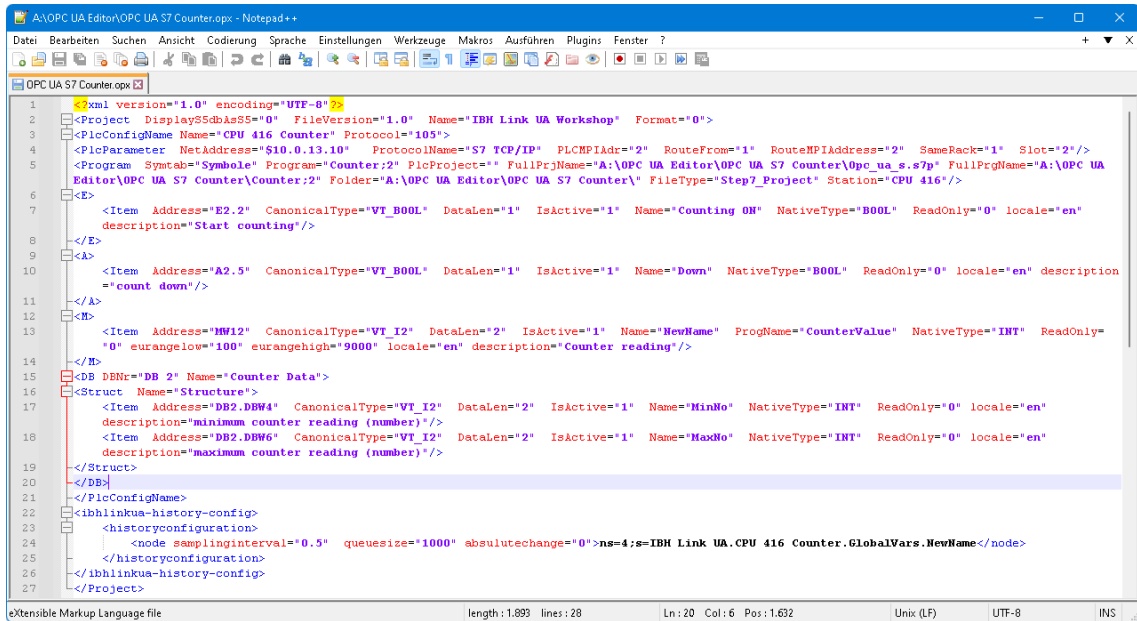 A:\OPC UA Editor\OPC UA S7 Counter.opx - Notepad++
Datei Bearbeiten Suchen Ansicht Codierung Sprache Einstellungen Werkzeuge Makros Ausführen Plugins Fenster ? + ▼ X
OPC UA S7 Counter.opx
1 <?xml version="1.0" encoding="UTF-8"?>
2 <Project DisplayS5dbAsS5="0" FileVersion="1.0" Name="IBH Link UA Workshop" Format="0">
3 <PlcConfigName Name="CPU 416 Counter" Protocol="105">
4 <PlcParameter NetAddress="$10.0.13.10" ProtocolName="S7 TCP/IP" PLCMPIAdr="2" RouteFrom="1" RouteMPIAddress="2" SameRack="1" Slot="2"/>
5 <Program Symtab="Symbole" Program="Counter;2" PlcProject="" FullPrjName="A:\OPC UA Editor\OPC UA S7 Counter\Opc_ua_s.s7p" FullPrgName="A:\OPC UA
Editor\OPC UA S7 Counter\Counter;2" Folder="A:\OPC UA Editor\OPC UA S7 Counter\" FileType="Step7_Project" Station="CPU 416"/>
6 <E>
7 <Item Address="E2.2" CanonicalType="VT_BOOL" DataLen="1" IsActive="1" Name="Counting ON" NativeType="BOOL" ReadOnly="0" locale="en"
description="Start counting"/>
8 </E>
9 <A>
10 <Item Address="A2.5" CanonicalType="VT_BOOL" DataLen="1" IsActive="1" Name="Down" NativeType="BOOL" ReadOnly="0" locale="en" description
="count down"/>
11 </A>
12 <M>
13 <Item Address="MW12" CanonicalType="VT_I2" DataLen="2" IsActive="1" Name="NewName" ProgName="CounterValue" NativeType="INT" ReadOnly=
"0" eurangelow="100" eurangehigh="9000" locale="en" description="Counter reading"/>
14 </M>
15 <DB DBNr="DB 2" Name="Counter Data">
16 <Struct Name="Structure">
17 <Item Address="DB2.DBW4" CanonicalType="VT_I2" DataLen="2" IsActive="1" Name="MinNo" NativeType="INT" ReadOnly="0" locale="en"
description="minimum counter reading (number)"/>
18 <Item Address="DB2.DBW6" CanonicalType="VT_I2" DataLen="2" IsActive="1" Name="MaxNo" NativeType="INT" ReadOnly="0" locale="en"
description="maximum counter reading (number)"/>
19 </Struct>
20 </DB>
21 </PlcConfigName>
22 <ibhlinkua-history-config>
23 <historyconfiguration>
24 <node samplinginterval="0.5" queuesize="1000" absulutechange="0">ns=4;s=IBH Link UA.CPU 416 Counter.GlobalVars.NewName</node>
25 </historyconfiguration>
26 </ibhlinkua-history-config>
27 </Project>
eXtensible Markup Language file length : 1.893 lines : 28 Ln : 20 Col : 6 Pos : 1.632 Unix (LF) UTF-8 INS